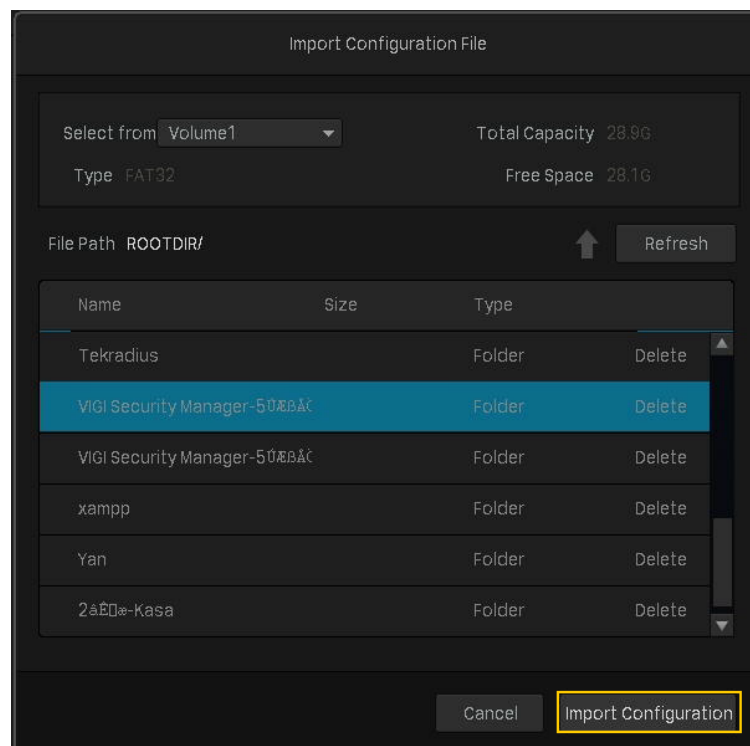 Import Configuration File
Select from Volume1 Total Capacity 28.9G
Type FAT32 Free Space 28.1G
File Path ROOTDIR/ Refresh
Name Size Type
Tekradius Folder Delete
VIGI Security Manager-5ÚÆßÅĊ Folder Delete
VIGI Security Manager-5ÚÆßÅĊ Folder Delete
xampp Folder Delete
Yan Folder Delete
Kasa Folder Delete
Cancel Import Configuration